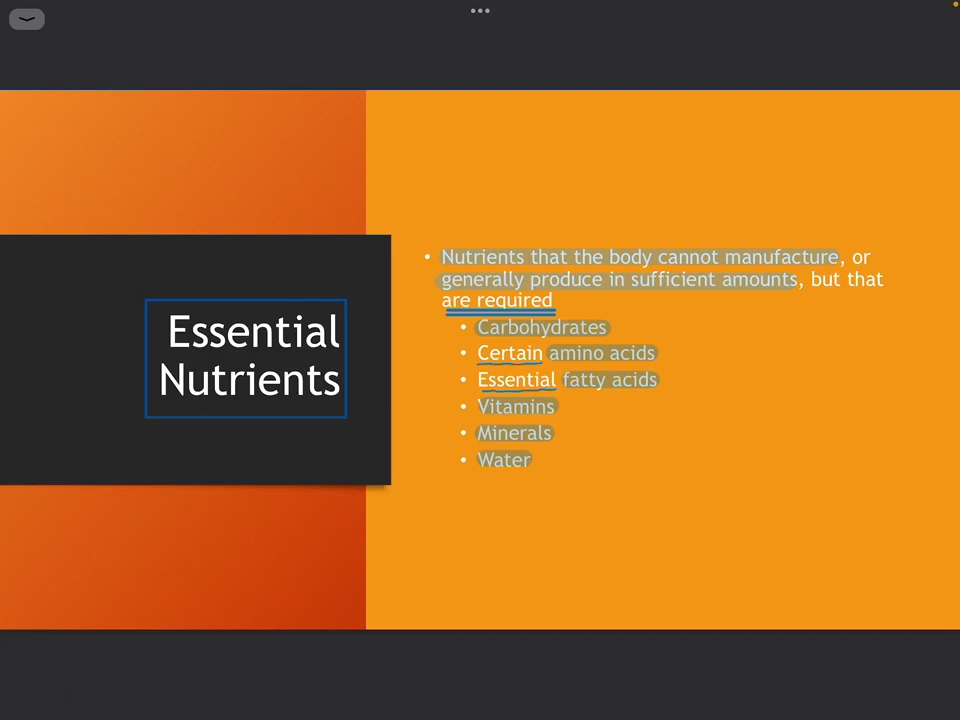 Essential
Nutrients
• Nutrients that the body cannot manufacture, or
generally produce in sufficient amounts, but that
are required
• Carbohydrates
• Certain amino acids
• Essential fatty acids
• Vitamins
• Minerals
• Water